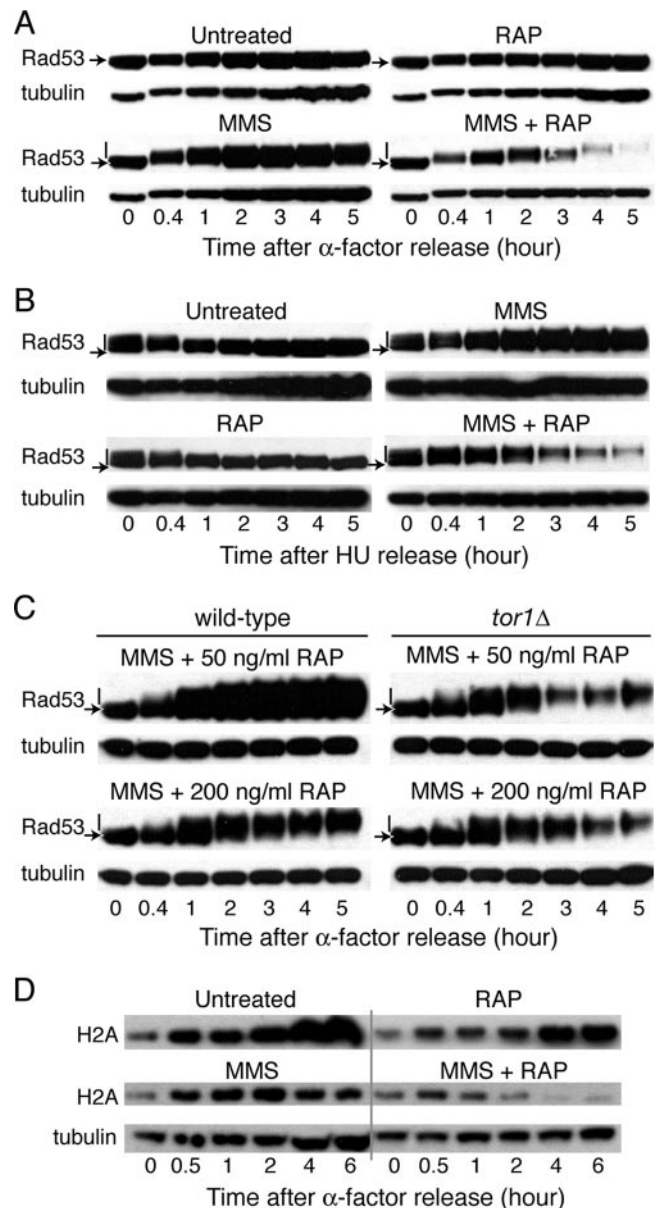 A
Untreated RAP
Rad53
tubulin
MMS MMS + RAP
Rad53
tubulin
0 0.4 1 2 3 4 5 0 0.4 1 2 3 4 5
Time after α-factor release (hour)
B
Untreated MMS
Rad53
tubulin
RAP MMS + RAP
Rad53
tubulin
0 0.4 1 2 3 4 5 0 0.4 1 2 3 4 5
Time after HU release (hour)
C
wild-type tor1Δ
MMS + 50 ng/ml RAP MMS + 50 ng/ml RAP
Rad53
tubulin
MMS + 200 ng/ml RAP MMS + 200 ng/ml RAP
Rad53
tubulin
0 0.4 1 2 3 4 5 0 0.4 1 2 3 4 5
Time after α-factor release (hour)
D
Untreated RAP
H2A
MMS MMS + RAP
H2A
tubulin
0 0.5 1 2 4 6 0 0.5 1 2 4 6
Time after α-factor release (hour)